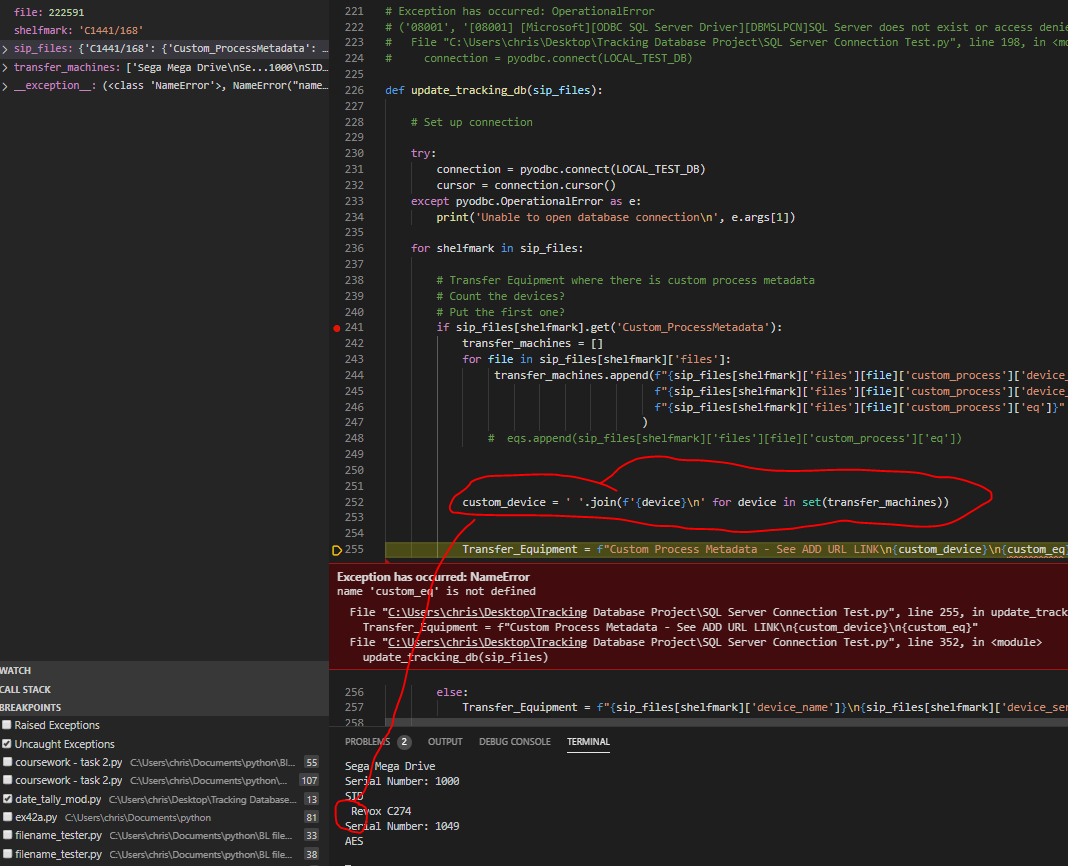 file: 222591
shelfmark: 'C1441/168'
> sip_files: {'C1441/168': {'Custom_ProcessMetadata': …
> transfer_machines: ['Sega Mega Drive\nSe...1000\nSID…
> __exception__: (<class 'NameError'>, NameError("name…
221 # Exception has occurred: OperationalError
222 # ('08001', '[08001] [Microsoft][ODBC SQL Server Driver][DBMSLPCN]SQL Server does not exist or access denie
223 #   File "C:\Users\chris\Desktop\Tracking Database Project\SQL Server Connection Test.py", line 198, in <mo
224 #     connection = pyodbc.connect(LOCAL_TEST_DB)
225
226 def update_tracking_db(sip_files):
227
228     # Set up connection
229
230     try:
231         connection = pyodbc.connect(LOCAL_TEST_DB)
232         cursor = connection.cursor()
233     except pyodbc.OperationalError as e:
234         print('Unable to open database connection\n', e.args[1])
235
236     for shelfmark in sip_files:
237
238         # Transfer Equipment where there is custom process metadata
239         # Count the devices?
240         # Put the first one?
241         if sip_files[shelfmark].get('Custom_ProcessMetadata'):
242             transfer_machines = []
243             for file in sip_files[shelfmark]['files']:
244                 transfer_machines.append(f"{sip_files[shelfmark]['files'][file]['custom_process']['device_
245                                          f"{sip_files[shelfmark]['files'][file]['custom_process']['device_
246                                          f"{sip_files[shelfmark]['files'][file]['custom_process']['eq']}"
247                                        )
248                 #  eqs.append(sip_files[shelfmark]['files'][file]['custom_process']['eq'])
249
250
251
252             custom_device = ' '.join(f'{device}\n' for device in set(transfer_machines))
253
254
255             Transfer_Equipment = f"Custom Process Metadata - See ADD URL LINK\n{custom_device}\n{custom_eq}
Exception has occurred: NameError
name 'custom_eq' is not defined
File "C:\Users\chris\Desktop\Tracking Database Project\SQL Server Connection Test.py", line 255, in update_track
Transfer_Equipment = f"Custom Process Metadata - See ADD URL LINK\n{custom_device}\n{custom_eq}"
File "C:\Users\chris\Desktop\Tracking Database Project\SQL Server Connection Test.py", line 352, in <module>
update_tracking_db(sip_files)
256         else:
257             Transfer_Equipment = f"{sip_files[shelfmark]['device_name']}\n{sip_files[shelfmark]['device_ser
258
WATCH
CALL STACK
BREAKPOINTS
Raised Exceptions
Uncaught Exceptions
coursework - task 2.py C:\Users\chris\Documents\python\Bl... 55
coursework - task 2.py C:\Users\chris\Documents\python\... 107
date_tally_mod.py C:\Users\chris\Desktop\Tracking Database... 13
ex42a.py C:\Users\chris\Documents\python 81
filename_tester.py C:\Users\chris\Documents\python\BL file... 33
filename_tester.py C:\Users\chris\Documents\python\BL file... 38
PROBLEMS 2 OUTPUT DEBUG CONSOLE TERMINAL
Sega Mega Drive
Serial Number: 1000
SID
Revox C274
Serial Number: 1049
AES